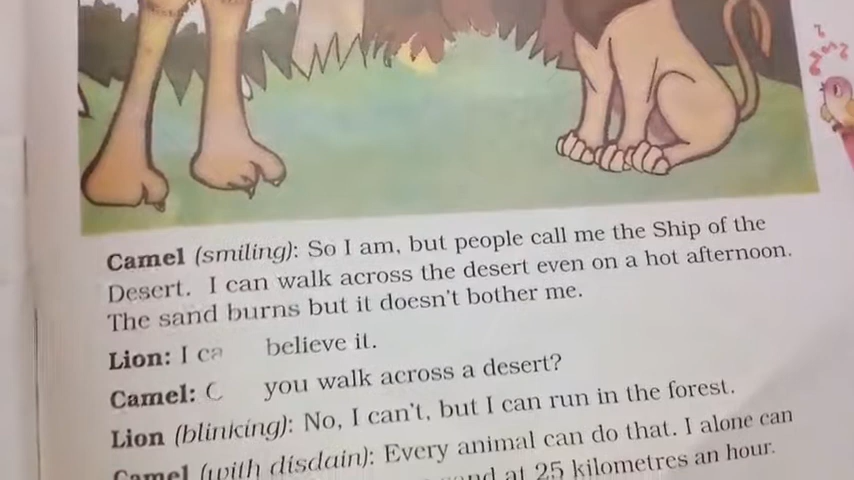 Camel (smiling): So I am, but people call me the Ship of the
Desert. I can walk across the desert even on a hot afternoon.
The sand burns but it doesn't bother me.
Lion: I ca believe it.
Camel: C you walk across a desert?
Lion (blinking): No, I can't, but I can run in the forest.
Camel (with disdain): Every animal can do that. I alone can
at 25 kilometres an hour.